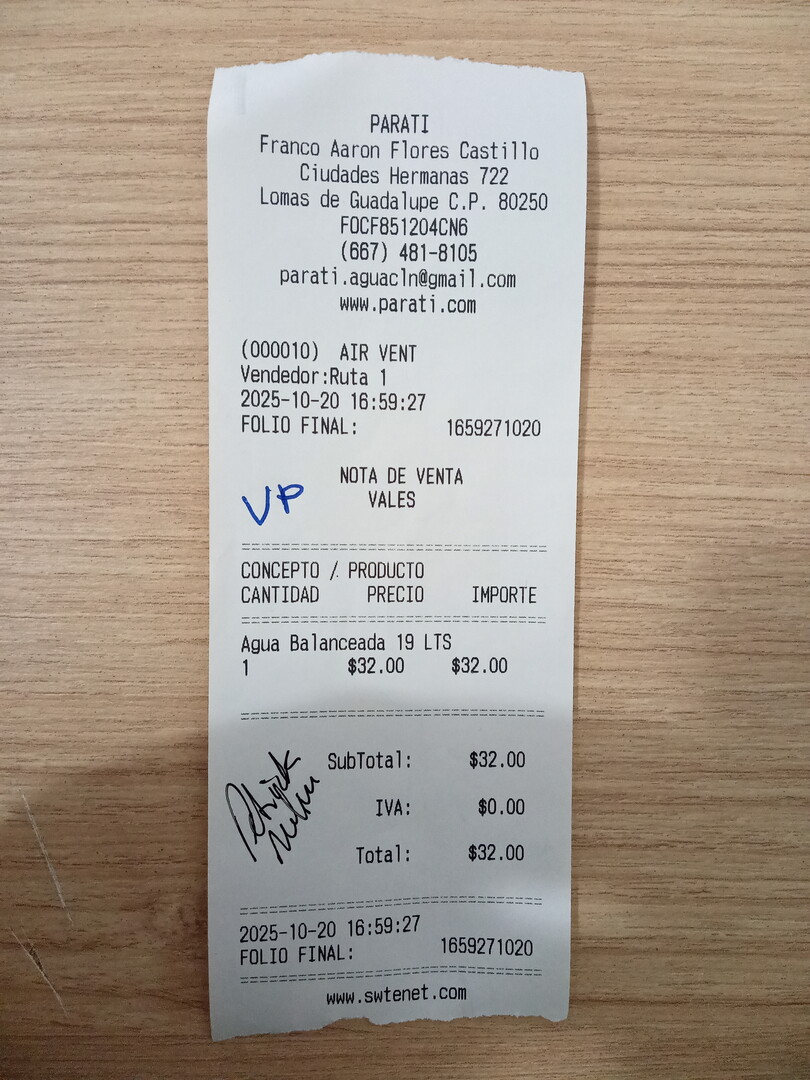 PARATI
Franco Aaron Flores Castillo
Ciudades Hermanas 722
Lomas de Guadalupe C.P. 80250
FOCF851204CN6
(667) 481-8105
parati.aguacln@gmail.com
www.parati.com
(000010) AIR VENT
Vendedor:Ruta 1
2025-10-20 16:59:27
FOLIO FINAL: 1659271020
NOTA DE VENTA
VALES
VP
CONCEPTO / PRODUCTO
CANTIDAD PRECIO IMPORTE
Agua Balanceada 19 LTS
1 $32.00 $32.00
SubTotal: $32.00
IVA: $0.00
Total: $32.00
2025-10-20 16:59:27
FOLIO FINAL: 1659271020
www.swtenet.com